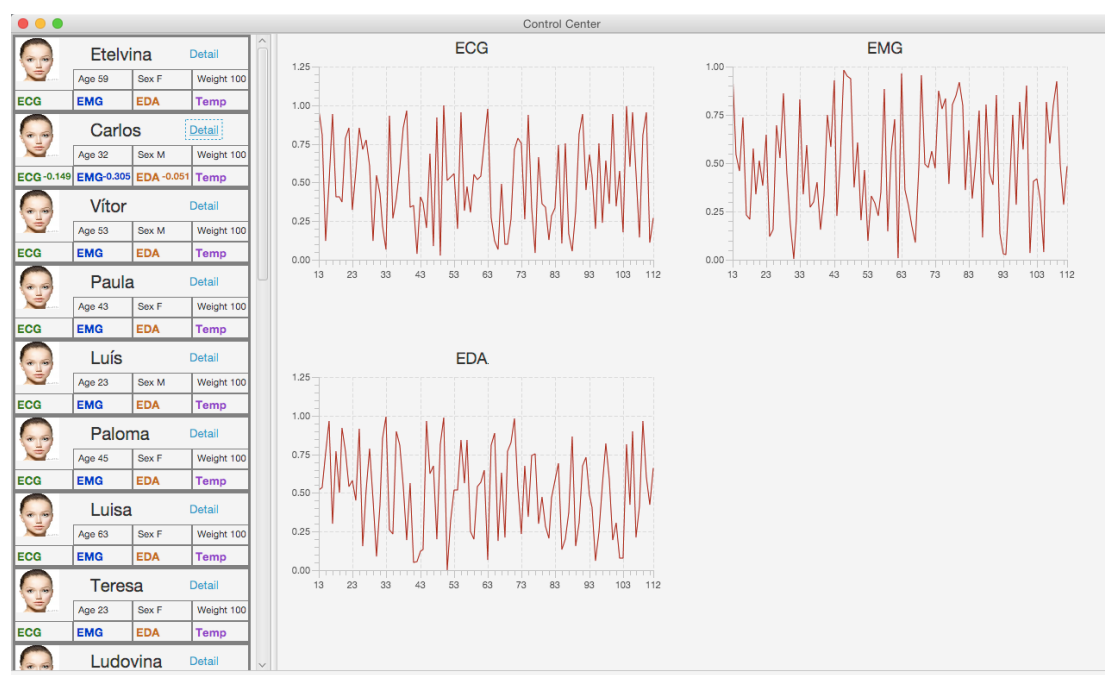 Control Center
Etelvina Detail
Age 59 Sex F Weight 100
ECG EMG EDA Temp
Carlos Detail
Age 32 Sex M Weight 100
ECG -0.149 EMG -0.305 EDA -0.051 Temp
Vítor Detail
Age 53 Sex M Weight 100
ECG EMG EDA Temp
Paula Detail
Age 43 Sex F Weight 100
ECG EMG EDA Temp
Luís Detail
Age 23 Sex M Weight 100
ECG EMG EDA Temp
Paloma Detail
Age 45 Sex F Weight 100
ECG EMG EDA Temp
Luisa Detail
Age 63 Sex F Weight 100
ECG EMG EDA Temp
Teresa Detail
Age 23 Sex F Weight 100
ECG EMG EDA Temp
Ludovina Detail
ECG
1.25
1.00
0.75
0.50
0.25
0.00
13 23 33 43 53 63 73 83 93 103 112
EMG
1.00
0.75
0.50
0.25
0.00
13 23 33 43 53 63 73 83 93 103 112
EDA
1.25
1.00
0.75
0.50
0.25
0.00
13 23 33 43 53 63 73 83 93 103 112